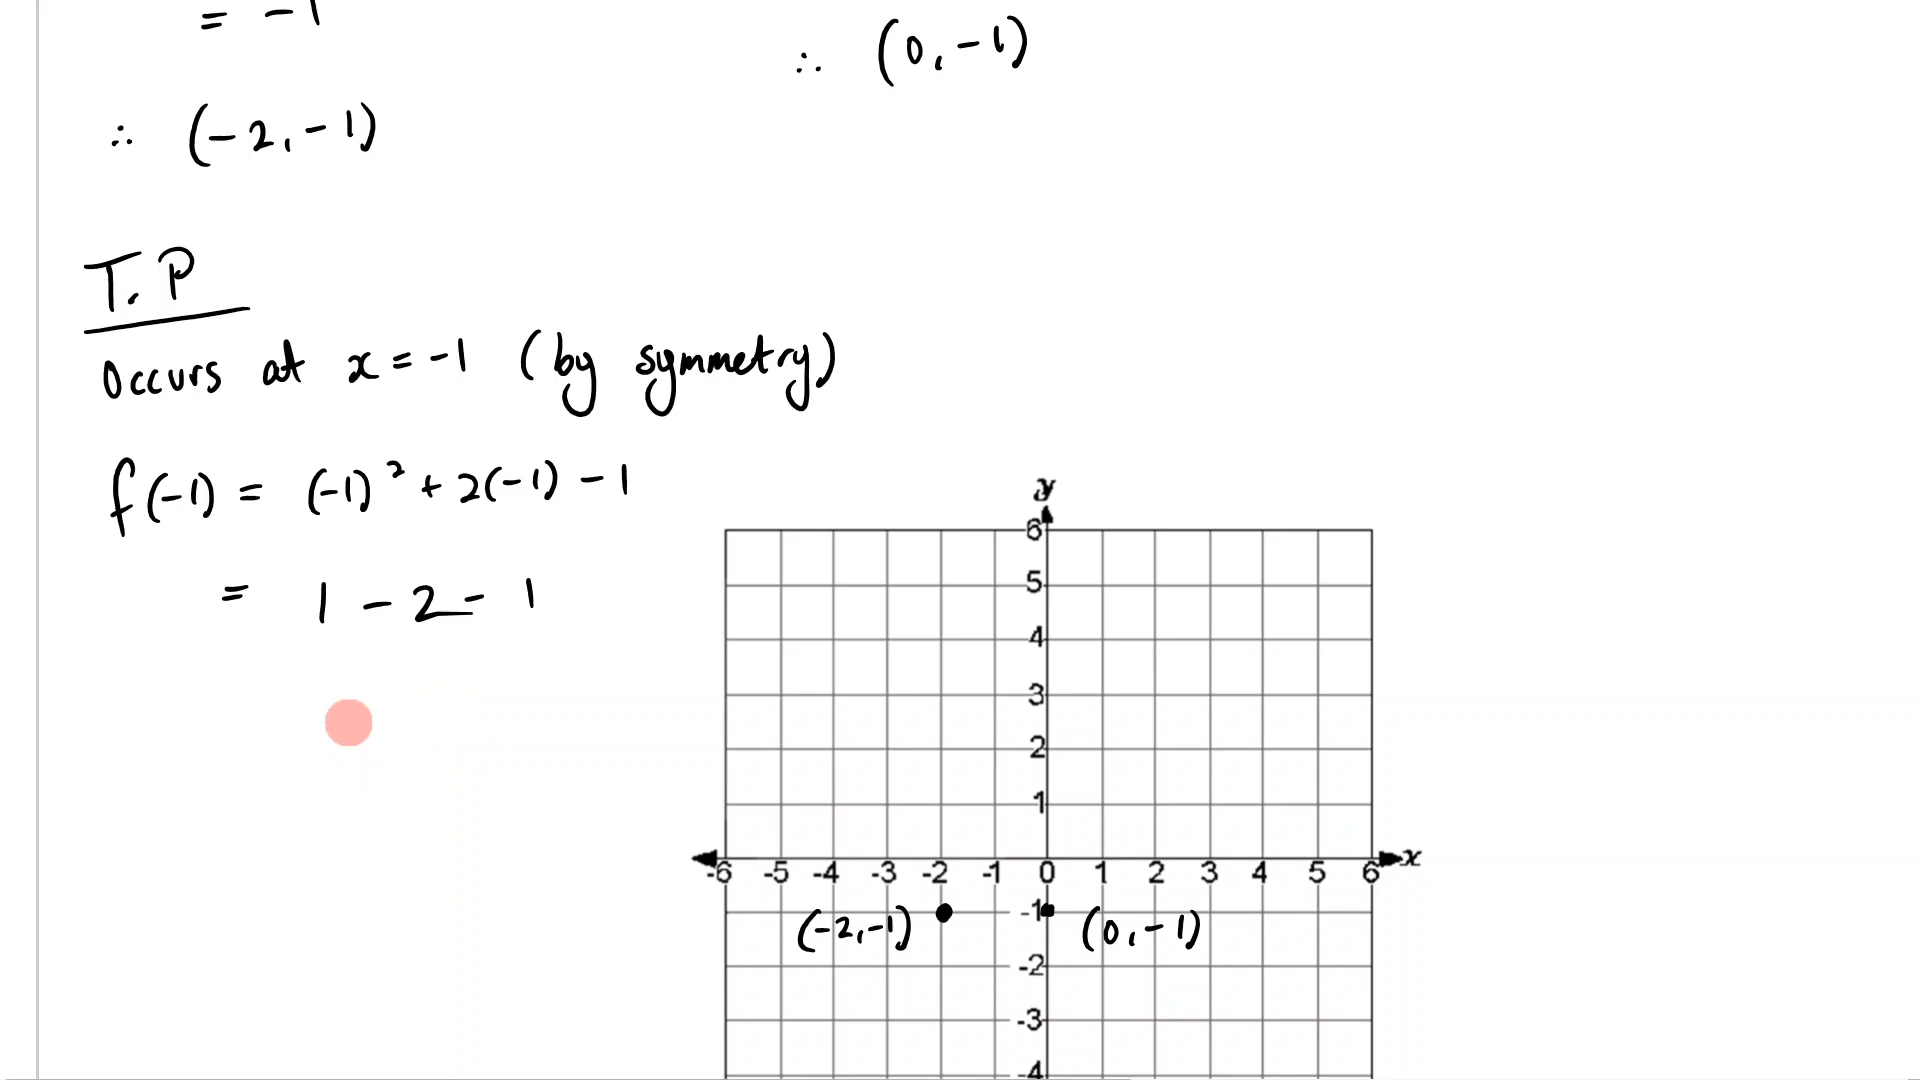 = -1
∴ (0, -1)
∴ (-2, -1)
T.P
Occurs at x = -1 (by symmetry)
f(-1) = (-1)² + 2(-1) - 1
= 1 - 2 - 1
y
6
5
4
3
2
1
-6 -5 -4 -3 -2 -1 0 1 2 3 4 5 6 x
(-2, -1) -1 (0, -1)
-2
-3
-4